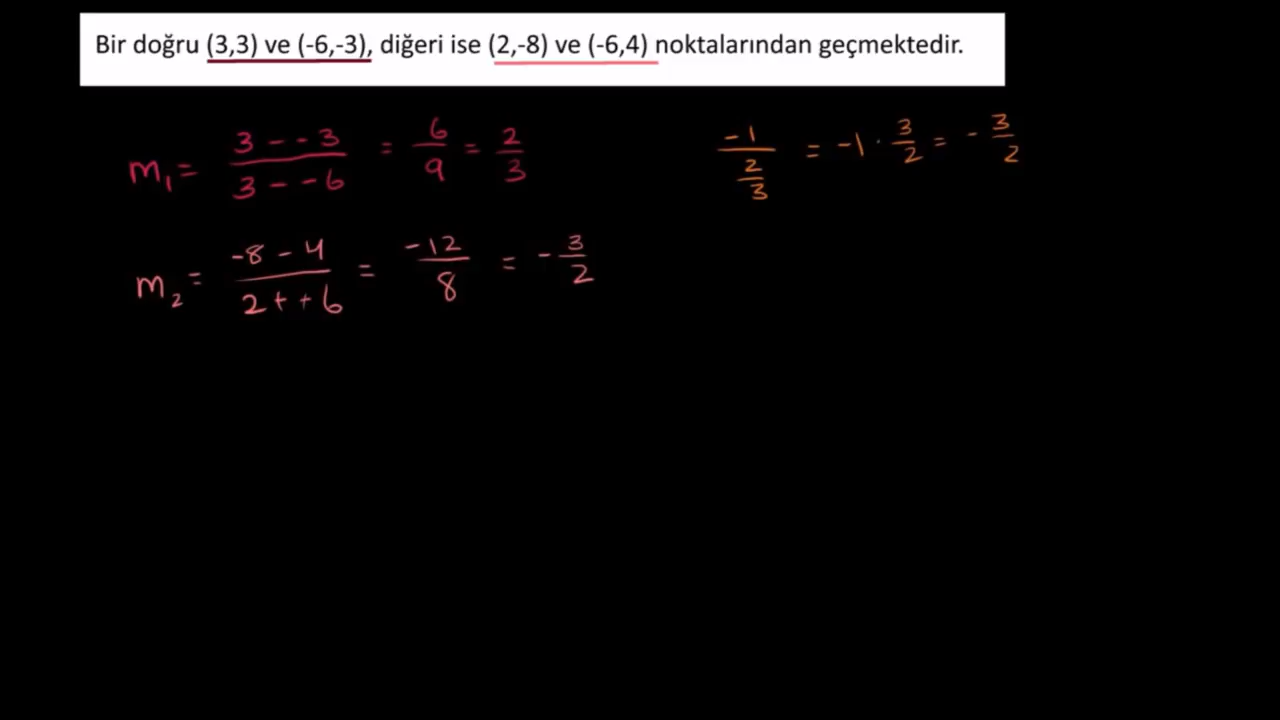 Bir doğru (3,3) ve (-6,-3), diğeri ise (2,-8) ve (-6,4) noktalarından geçmektedir.
m₁ = (3 - -3)/(3 - -6) = 6/9 = 2/3
-1/(2/3) = -1 · 3/2 = - 3/2
m₂ = (-8 - 4)/(2 + +6) = -12/8 = - 3/2